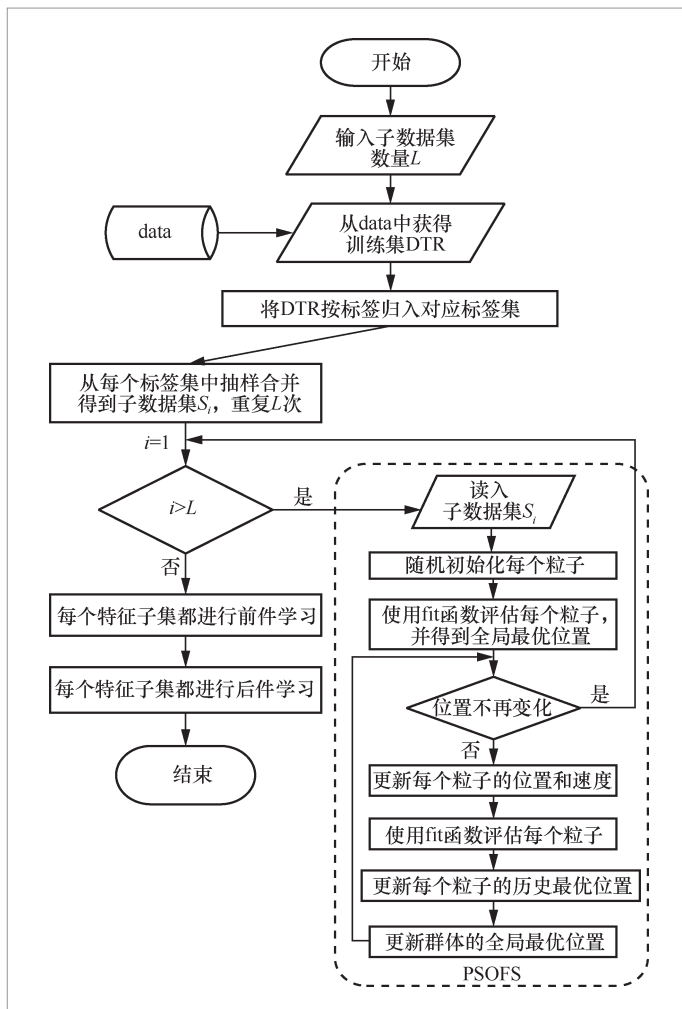 开始
输入子数据集
数量L
data
从data中获得
训练集DTR
将DTR按标签归入对应标签集
从每个标签集中抽样合并
得到子数据集Si，重复L次
i=1
i>L
是
否
每个特征子集都进行前件学习
每个特征子集都进行后件学习
结束
读入
子数据集Si
随机初始化每个粒子
使用fit函数评估每个粒子，
并得到全局最优位置
位置不再变化
是
否
更新每个粒子的位置和速度
使用fit函数评估每个粒子
更新每个粒子的历史最优位置
更新群体的全局最优位置
PSOFS